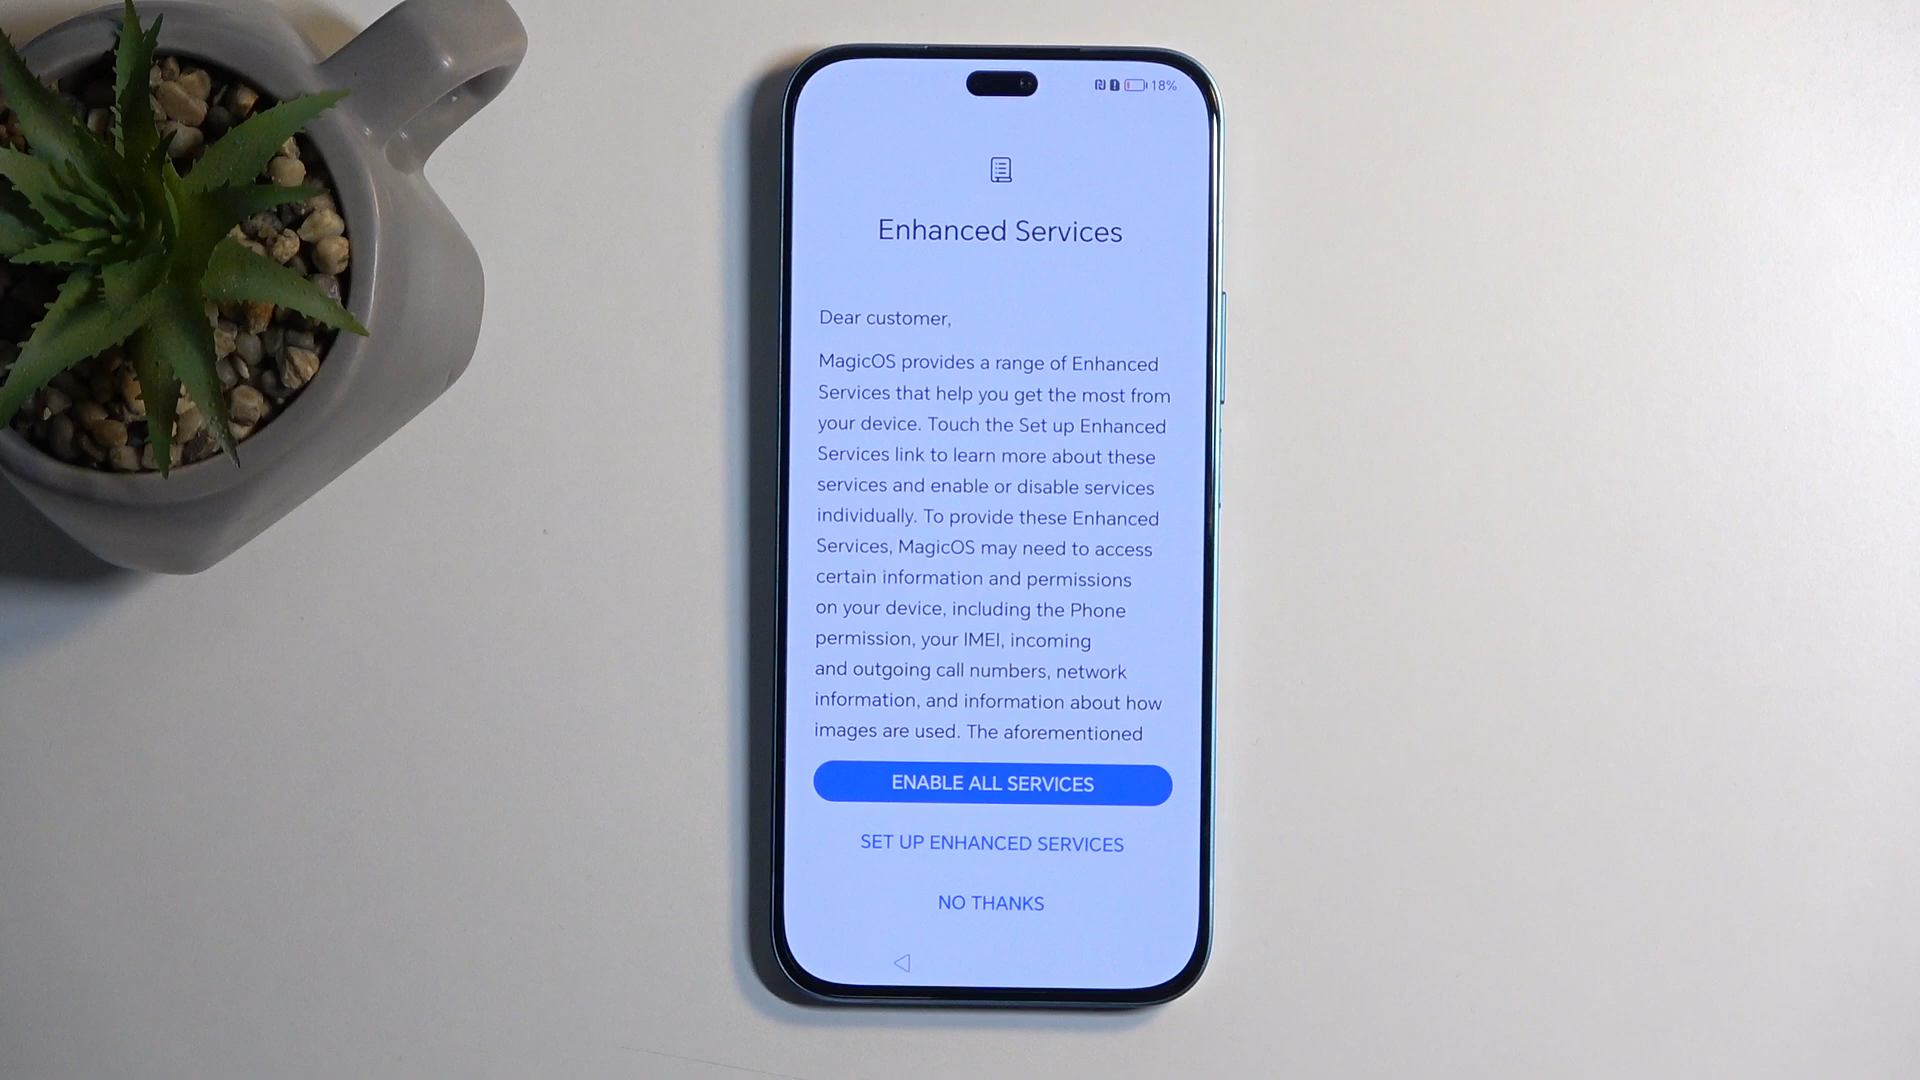 18%
Enhanced Services
Dear customer,
MagicOS provides a range of Enhanced
Services that help you get the most from
your device. Touch the Set up Enhanced
Services link to learn more about these
services and enable or disable services
individually. To provide these Enhanced
Services, MagicOS may need to access
certain information and permissions
on your device, including the Phone
permission, your IMEI, incoming
and outgoing call numbers, network
information, and information about how
images are used. The aforementioned
ENABLE ALL SERVICES
SET UP ENHANCED SERVICES
NO THANKS